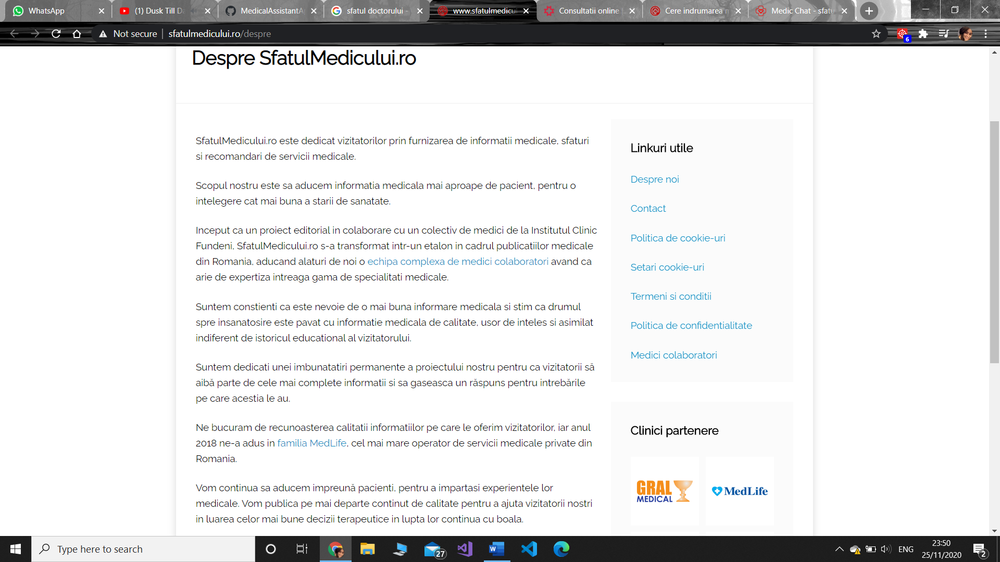 WhatsApp
(1) Dusk Till Da
MedicalAssistantA
sfatul doctorului -
www.sfatulmedicu
Consultatii online
Cere indrumarea m
Medic Chat - sfatu
Not secure
sfatulmedicului.ro/despre
6
Despre SfatulMedicului.ro
SfatulMedicului.ro este dedicat vizitatorilor prin furnizarea de informatii medicale, sfaturi
si recomandari de servicii medicale.
Scopul nostru este sa aducem informatia medicala mai aproape de pacient, pentru o
intelegere cat mai buna a starii de sanatate.
Inceput ca un proiect editorial in colaborare cu un colectiv de medici de la Institutul Clinic
Fundeni, SfatulMedicului.ro s-a transformat intr-un etalon in cadrul publicatiilor medicale
din Romania, aducand alaturi de noi o echipa complexa de medici colaboratori avand ca
arie de expertiza intreaga gama de specialitati medicale.
Suntem constienti ca este nevoie de o mai buna informare medicala si stim ca drumul
spre insanatosire este pavat cu informatie medicala de calitate, usor de inteles si asimilat
indiferent de istoricul educational al vizitatorului.
Suntem dedicati unei imbunatatiri permanente a proiectului nostru pentru ca vizitatorii să
aibă parte de cele mai complete informatii si sa gaseasca un răspuns pentru intrebările
pe care acestia le au.
Ne bucuram de recunoasterea calitatii informatiilor pe care le oferim vizitatorilor, iar anul
2018 ne-a adus in familia MedLife, cel mai mare operator de servicii medicale private din
Romania.
Vom continua sa aducem impreună pacienti, pentru a impartasi experientele lor
medicale. Vom publica pe mai departe continut de calitate pentru a ajuta vizitatorii nostri
in luarea celor mai bune decizii terapeutice in lupta lor continua cu boala.
Linkuri utile
Despre noi
Contact
Politica de cookie-uri
Setari cookie-uri
Termeni si conditii
Politica de confidentialitate
Medici colaboratori
Clinici partenere
GRAL
MEDICAL
MedLife
Type here to search
27
ENG
23:50
25/11/2020
2